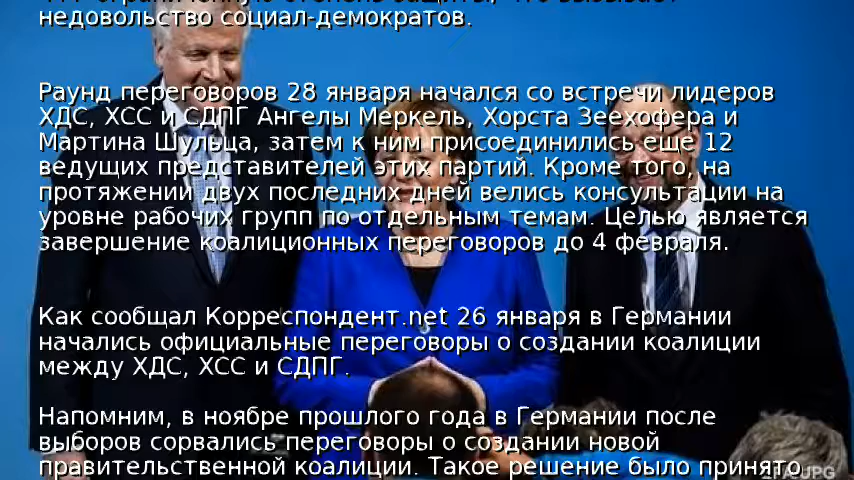 недовольство социал-демократов.
Раунд переговоров 28 января начался со встречи лидеров
ХДС, ХСС и СДПГ Ангелы Меркель, Хорста Зеехофера и
Мартина Шульца, затем к ним присоединились еще 12
ведущих представителей этих партий. Кроме того, на
протяжении двух последних дней велись консультации на
уровне рабочих групп по отдельным темам. Целью является
завершение коалиционных переговоров до 4 февраля.
Как сообщал Корреспондент.net 26 января в Германии
начались официальные переговоры о создании коалиции
между ХДС, ХСС и СДПГ.
Напомним, в ноябре прошлого года в Германии после
выборов сорвались переговоры о создании новой
правительственной коалиции. Такое решение было принято